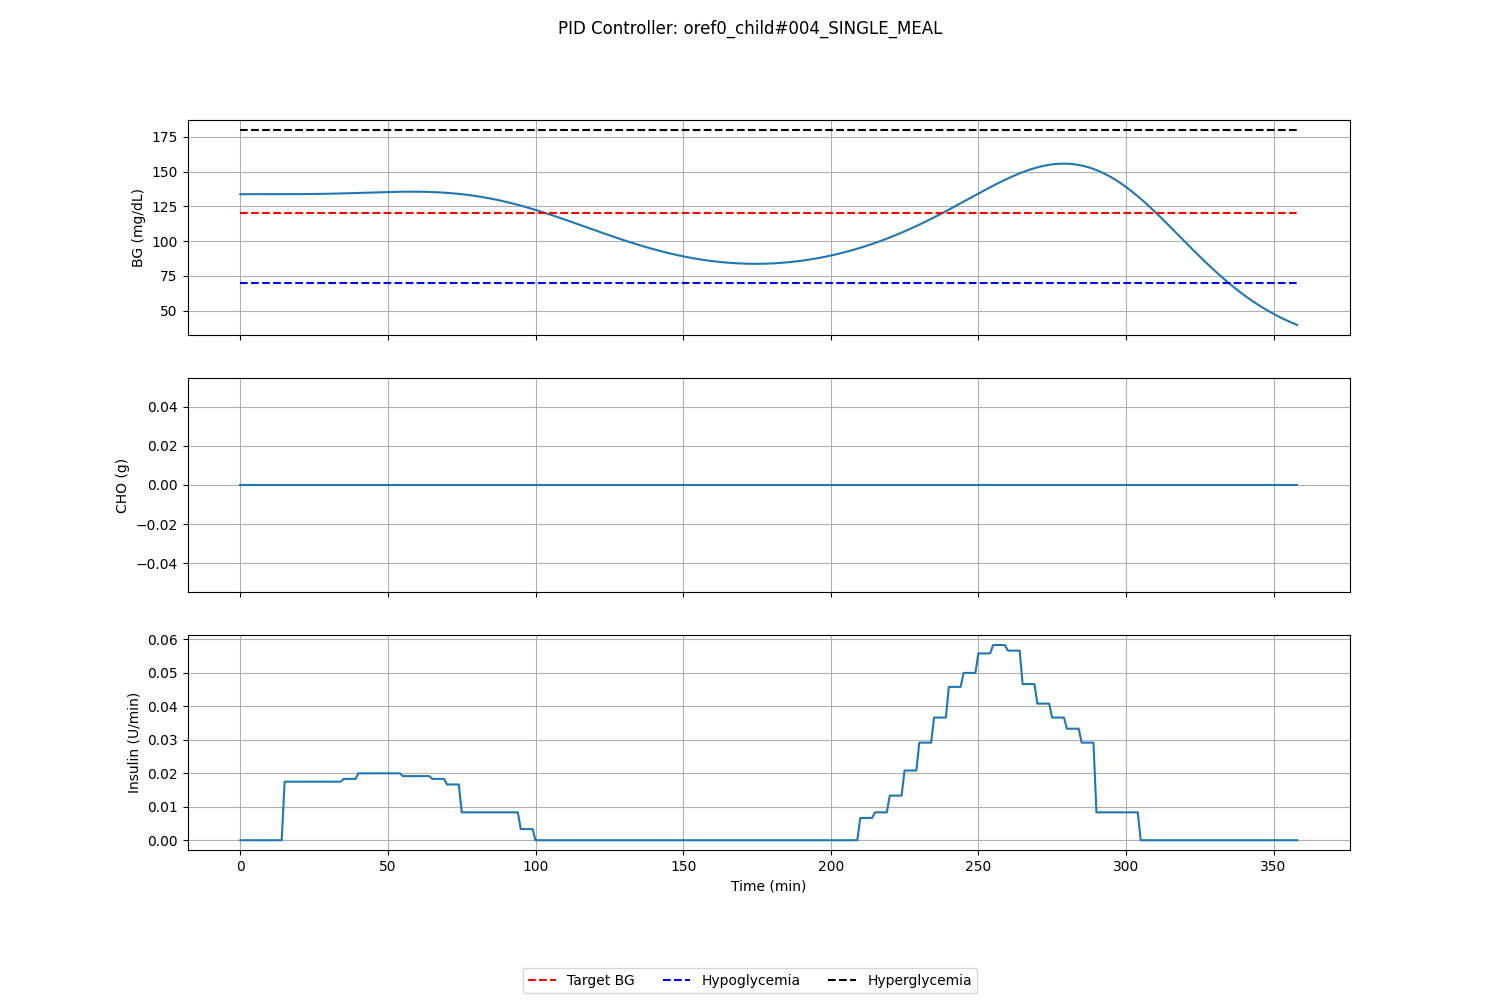 PID Controller: oref0_child#004_SINGLE_MEAL
175
150
125
100
75
50
BG (mg/dL)
0.04
0.02
0.00
−0.02
−0.04
CHO (g)
0.06
0.05
0.04
0.03
0.02
0.01
0.00
Insulin (U/min)
0 50 100 150 200 250 300 350
Time (min)
Target BG Hypoglycemia Hyperglycemia